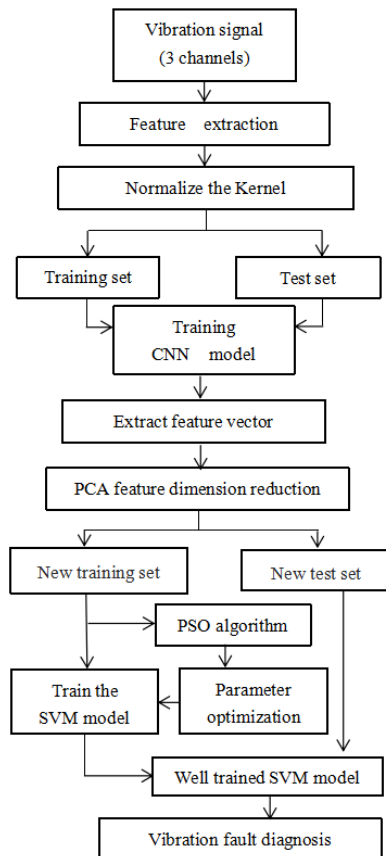 Vibration signal
(3 channels)
Feature extraction
Normalize the Kernel
Training set
Test set
Training
CNN model
Extract feature vector
PCA feature dimension reduction
New training set
New test set
PSO algorithm
Train the
SVM model
Parameter
optimization
Well trained SVM model
Vibration fault diagnosis